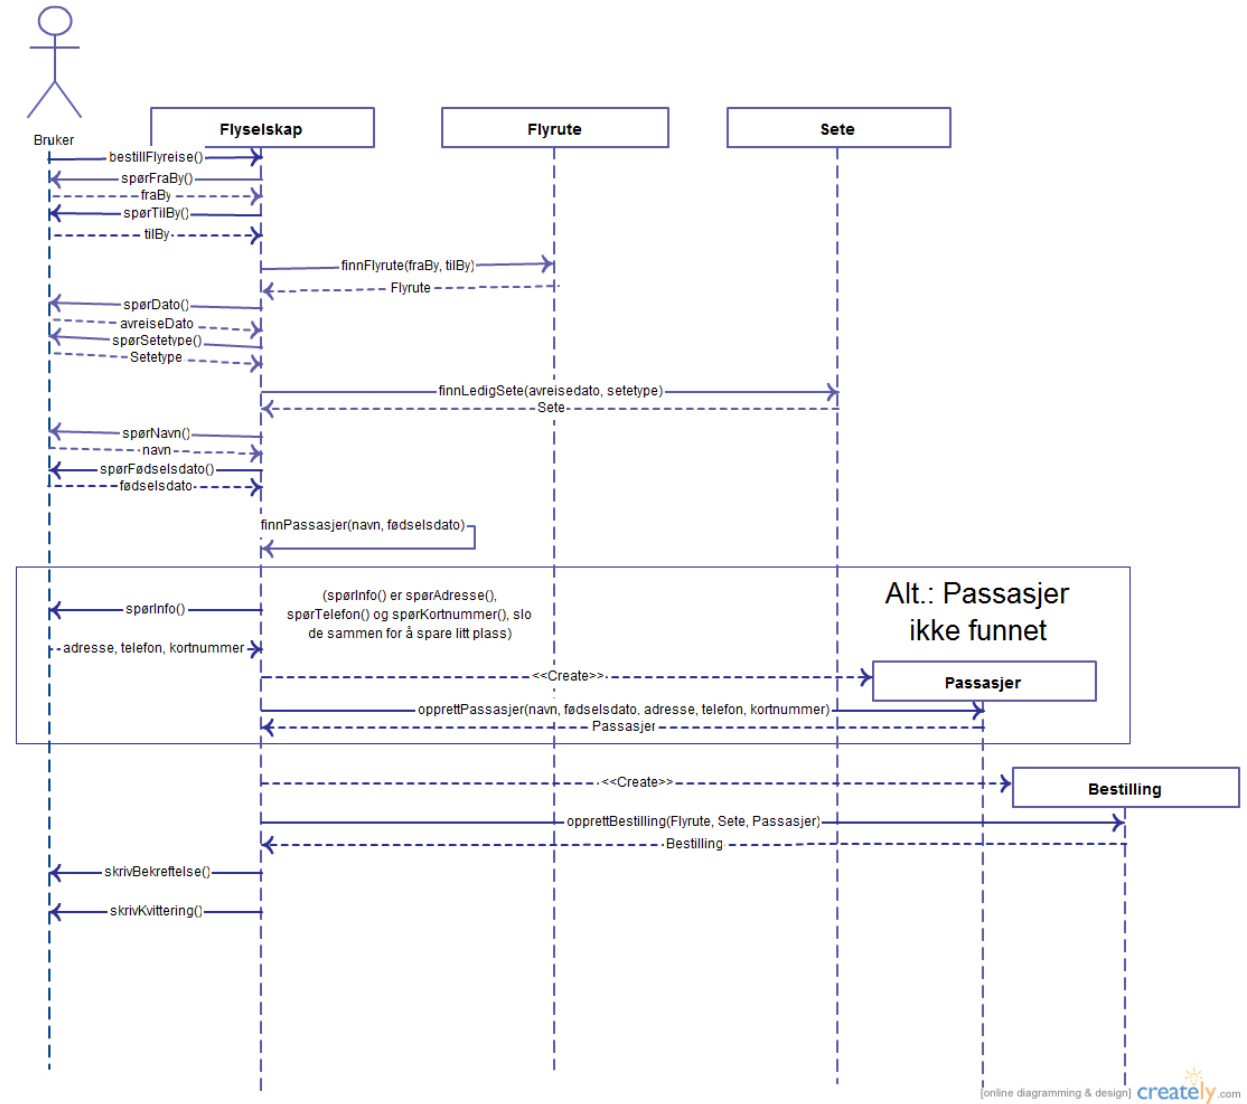 Bruker
Flyselskap
Flyrute
Sete
bestillFlyreise()
spørFraBy()
fraBy
spørTilBy()
tilBy
finnFlyrute(fraBy, tilBy)
Flyrute
spørDato()
avreiseDato
spørSetetype()
Setetype
finnLedigSete(avreisedato, setetype)
Sete
spørNavn()
navn
spørFødselsdato()
fødselsdato
finnPassasjer(navn, fødselsdato)
Alt.: Passasjer
ikke funnet
(spørInfo() er spørAdresse(),
spørTelefon() og spørKortnummer(), slo
de sammen for å spare litt plass)
spørInfo()
adresse, telefon, kortnummer
<<Create>>
Passasjer
opprettPassasjer(navn, fødselsdato, adresse, telefon, kortnummer)
Passasjer
<<Create>>
Bestilling
opprettBestilling(Flyrute, Sete, Passasjer)
Bestilling
skrivBekreftelse()
skrivKvittering()
[online diagramming & design] creately.com